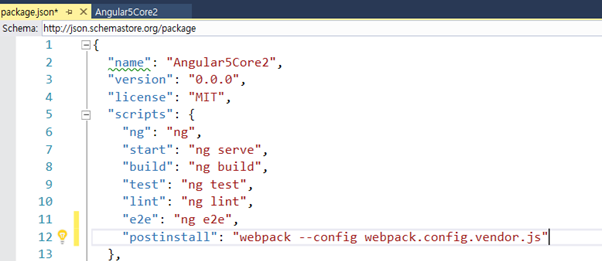 package.json*
Angular5Core2
Schema: http://json.schemastore.org/package
1 {
2 "name": "Angular5Core2",
3 "version": "0.0.0",
4 "license": "MIT",
5 "scripts": {
6 "ng": "ng",
7 "start": "ng serve",
8 "build": "ng build",
9 "test": "ng test",
10 "lint": "ng lint",
11 "e2e": "ng e2e",
12 "postinstall": "webpack --config webpack.config.vendor.js"
13 },